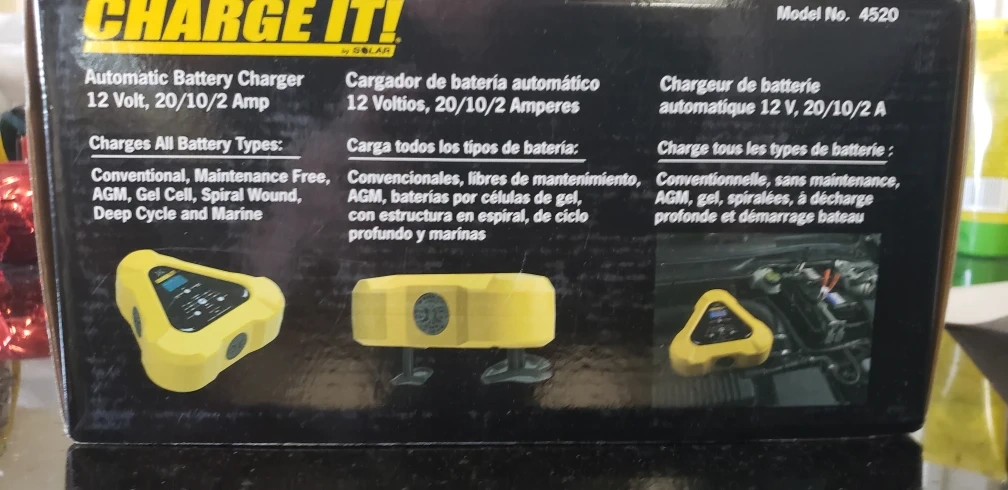 CHARGE IT!
by SOLAR
Model No. 4520
Automatic Battery Charger
12 Volt, 20/10/2 Amp
Charges All Battery Types:
Conventional, Maintenance Free,
AGM, Gel Cell, Spiral Wound,
Deep Cycle and Marine
Cargador de batería automático
12 Voltios, 20/10/2 Amperes
Carga todos los tipos de batería:
Convencionales, libres de mantenimiento,
AGM, baterías por células de gel,
con estructura en espiral, de ciclo
profundo y marinas
Chargeur de batterie
automatique 12 V, 20/10/2 A
Charge tous les types de batterie :
Conventionnelle, sans maintenance,
AGM, gel, spiralées, à décharge
profonde et démarrage bateau